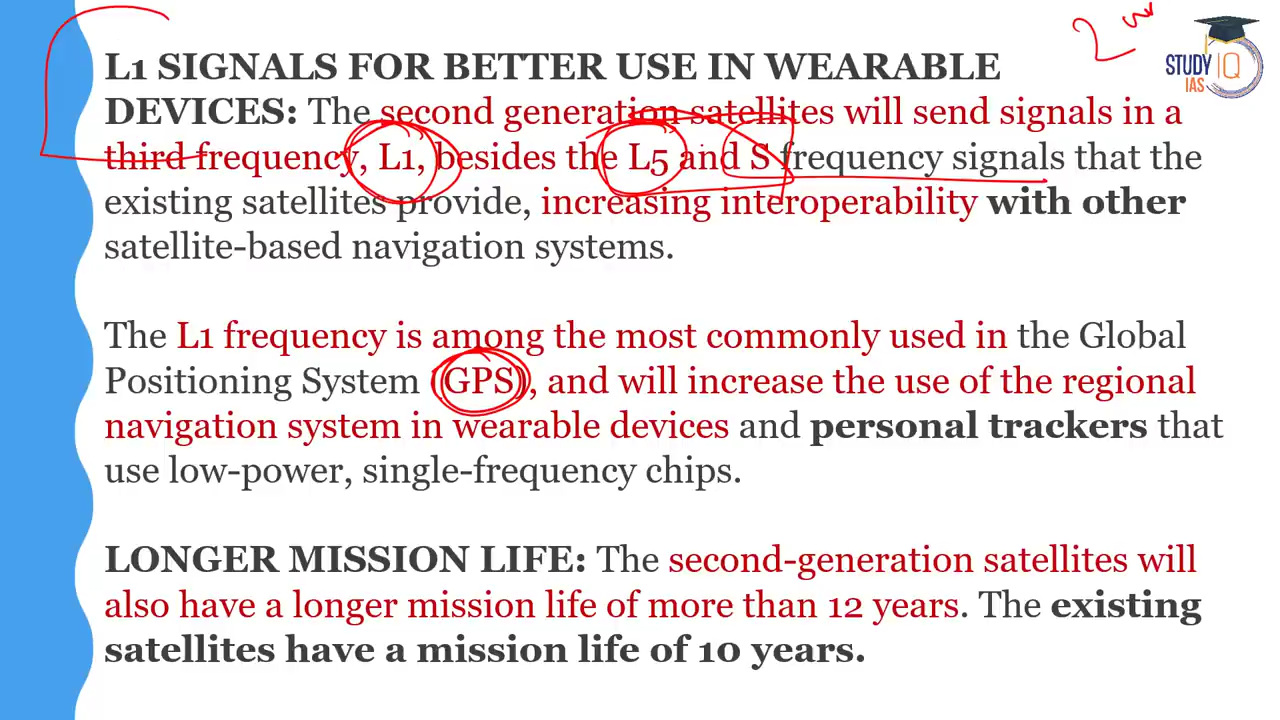 L1 SIGNALS FOR BETTER USE IN WEARABLE
DEVICES: The second generation satellites will send signals in a
third frequency, L1, besides the L5 and S frequency signals that the
existing satellites provide, increasing interoperability with other
satellite-based navigation systems.
The L1 frequency is among the most commonly used in the Global
Positioning System (GPS), and will increase the use of the regional
navigation system in wearable devices and personal trackers that
use low-power, single-frequency chips.
LONGER MISSION LIFE: The second-generation satellites will
also have a longer mission life of more than 12 years. The existing
satellites have a mission life of 10 years.
2
STUDY IQ
IAS